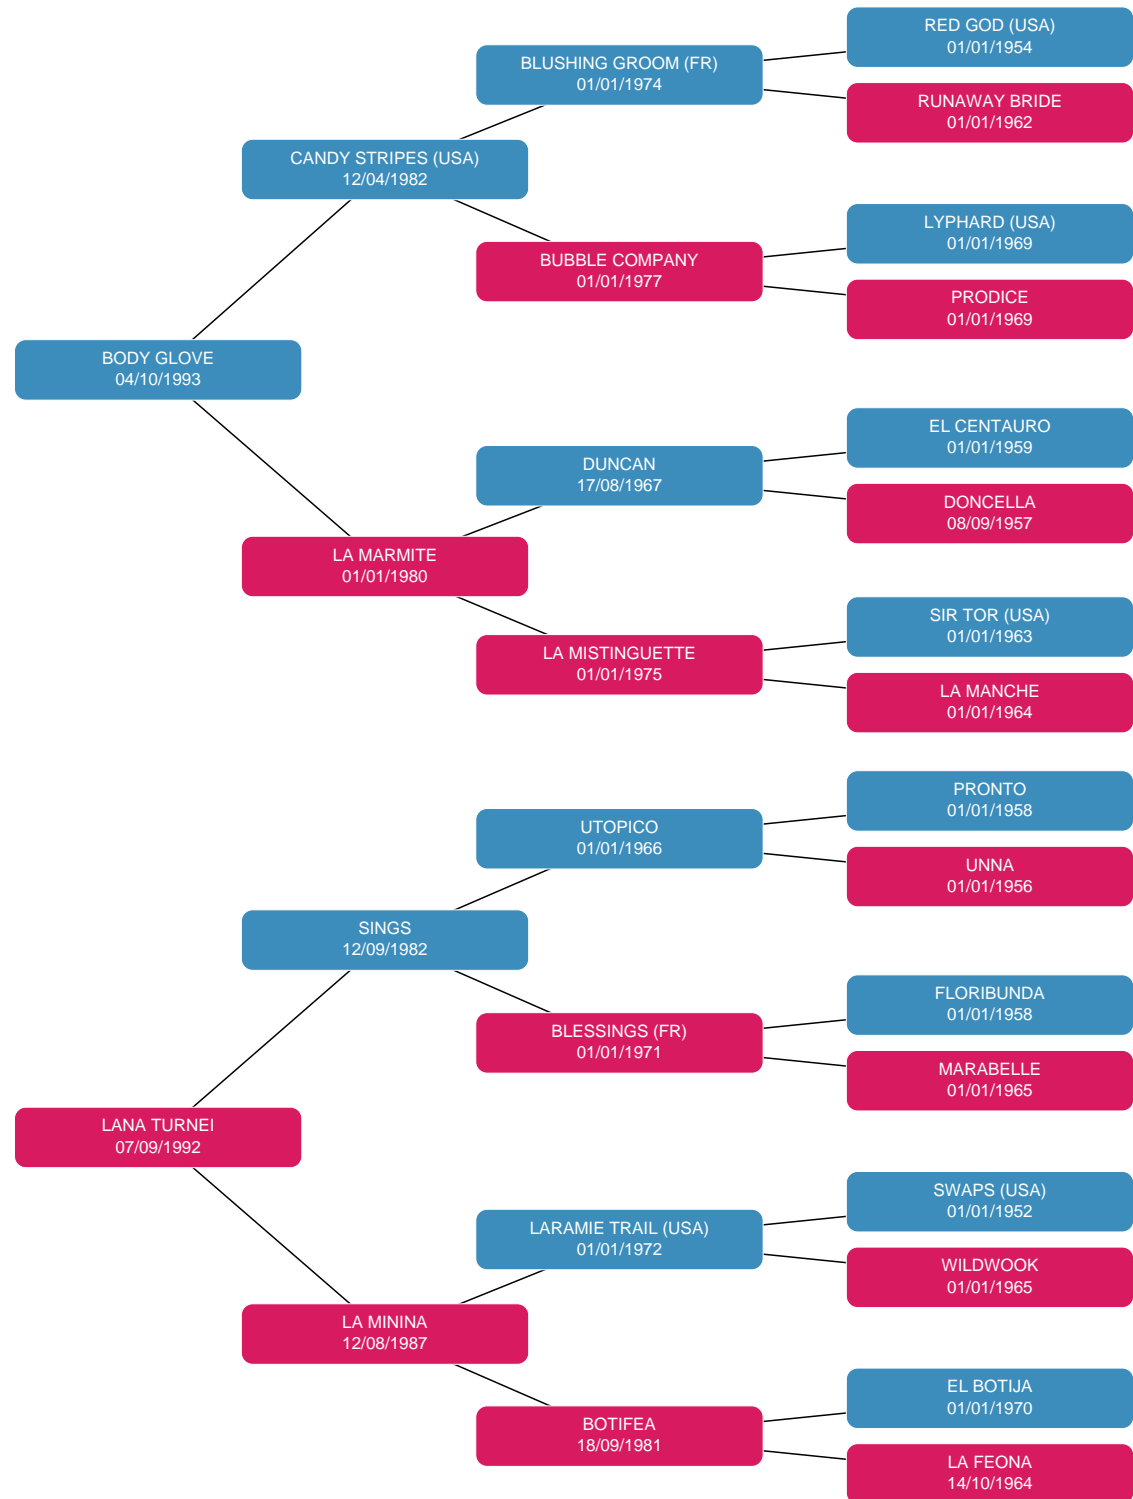 RED GOD (USA)
01/01/1954
BLUSHING GROOM (FR)
01/01/1974
RUNAWAY BRIDE
01/01/1962
CANDY STRIPES (USA)
12/04/1982
LYPHARD (USA)
01/01/1969
BUBBLE COMPANY
01/01/1977
PRODICE
01/01/1969
BODY GLOVE
04/10/1993
EL CENTAURO
01/01/1959
DUNCAN
17/08/1967
DONCELLA
08/09/1957
LA MARMITE
01/01/1980
SIR TOR (USA)
01/01/1963
LA MISTINGUETTE
01/01/1975
LA MANCHE
01/01/1964
PRONTO
01/01/1958
UTOPICO
01/01/1966
UNNA
01/01/1956
SINGS
12/09/1982
FLORIBUNDA
01/01/1958
BLESSINGS (FR)
01/01/1971
MARABELLE
01/01/1965
LANA TURNEI
07/09/1992
SWAPS (USA)
01/01/1952
LARAMIE TRAIL (USA)
01/01/1972
WILDWOOK
01/01/1965
LA MININA
12/08/1987
EL BOTIJA
01/01/1970
BOTIFEA
18/09/1981
LA FEONA
14/10/1964